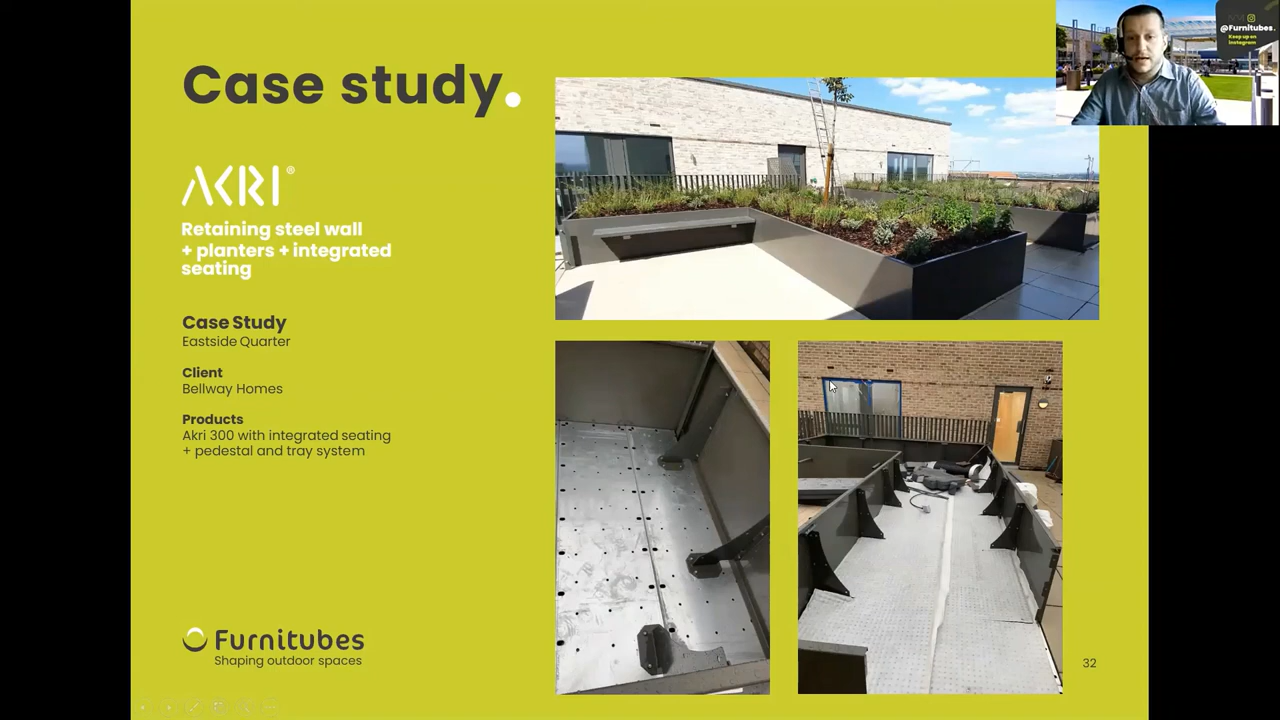 Case study.
AKRI®
Retaining steel wall
+ planters + integrated
seating
Case Study
Eastside Quarter
Client
Bellway Homes
Products
Akri 300 with integrated seating
+ pedestal and tray system
Furnitubes
Shaping outdoor spaces
32
@Furnitubes.
Keep up on
Instagram